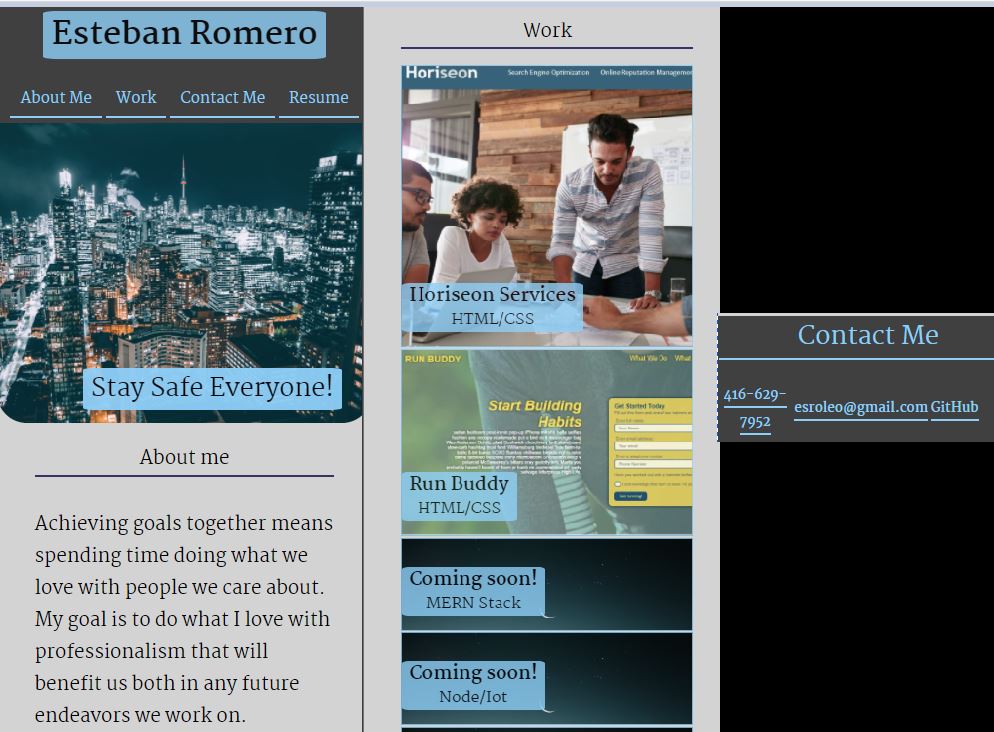 Esteban Romero
About Me Work Contact Me Resume
Stay Safe Everyone!
About me
Achieving goals together means
spending time doing what we
love with people we care about.
My goal is to do what I love with
professionalism that will
benefit us both in any future
endeavors we work on.
Work
Horiseon Search Engine Optimization Online Reputation Managemen
Horiseon Services
HTML/CSS
RUN BUDDY What We Do What
Start Building
Habits
Get Started Today
Run Buddy
HTML/CSS
Coming soon!
MERN Stack
Coming soon!
Node/Iot
Contact Me
416-629-
7952
esroleo@gmail.com GitHub